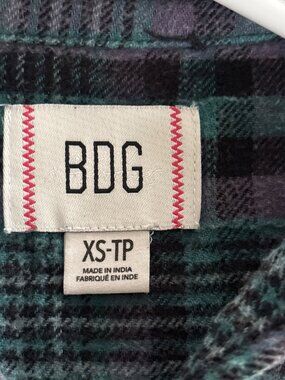 BDG
XS-TP
MADE IN INDIA
FABRIQUÉ EN INDE